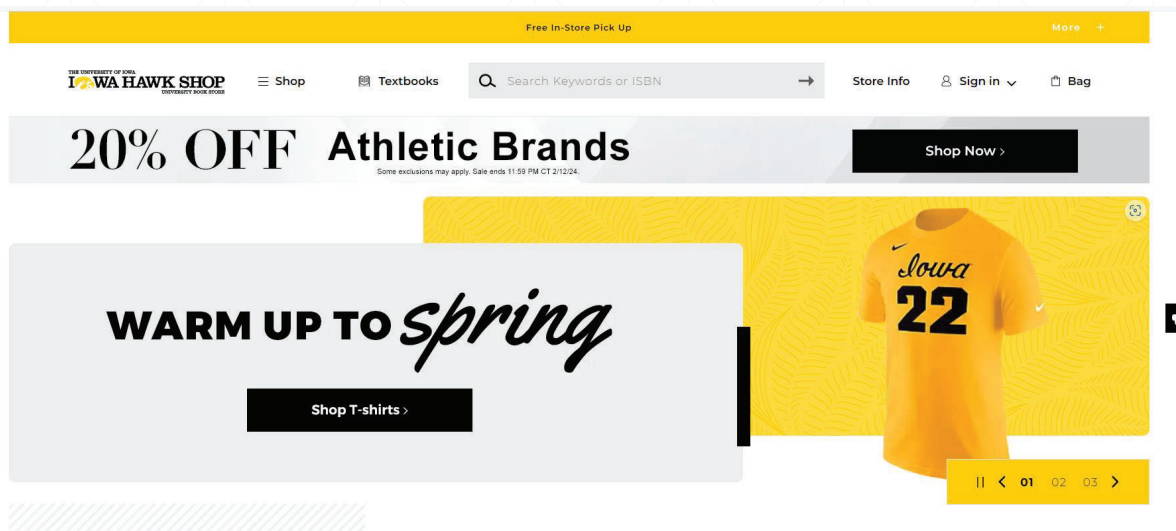 Free In-Store Pick Up
More +
THE UNIVERSITY OF IOWA
IOWA HAWK SHOP
UNIVERSITY BOOK STORE
Shop
Textbooks
Search Keywords or ISBN
Store Info
Sign in
Bag
20% OFF Athletic Brands
Some exclusions may apply. Sale ends 11:59 PM CT 2/12/24.
Shop Now >
Iowa
22
WARM UP TO spring
Shop T-shirts >
01 02 03